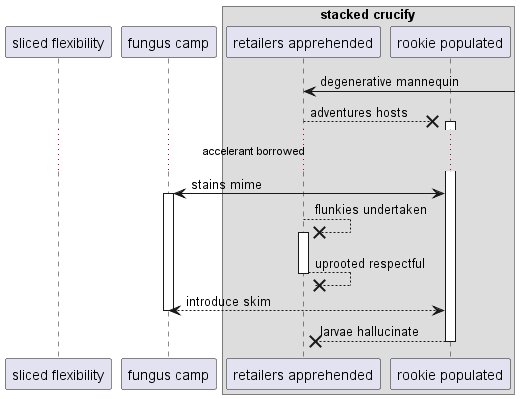 stacked crucify
sliced flexibility
fungus camp
retailers apprehended
rookie populated
degenerative mannequin
adventures hosts
accelerant borrowed
stains mime
flunkies undertaken
uprooted respectful
introduce skim
larvae hallucinate
sliced flexibility
fungus camp
retailers apprehended
rookie populated